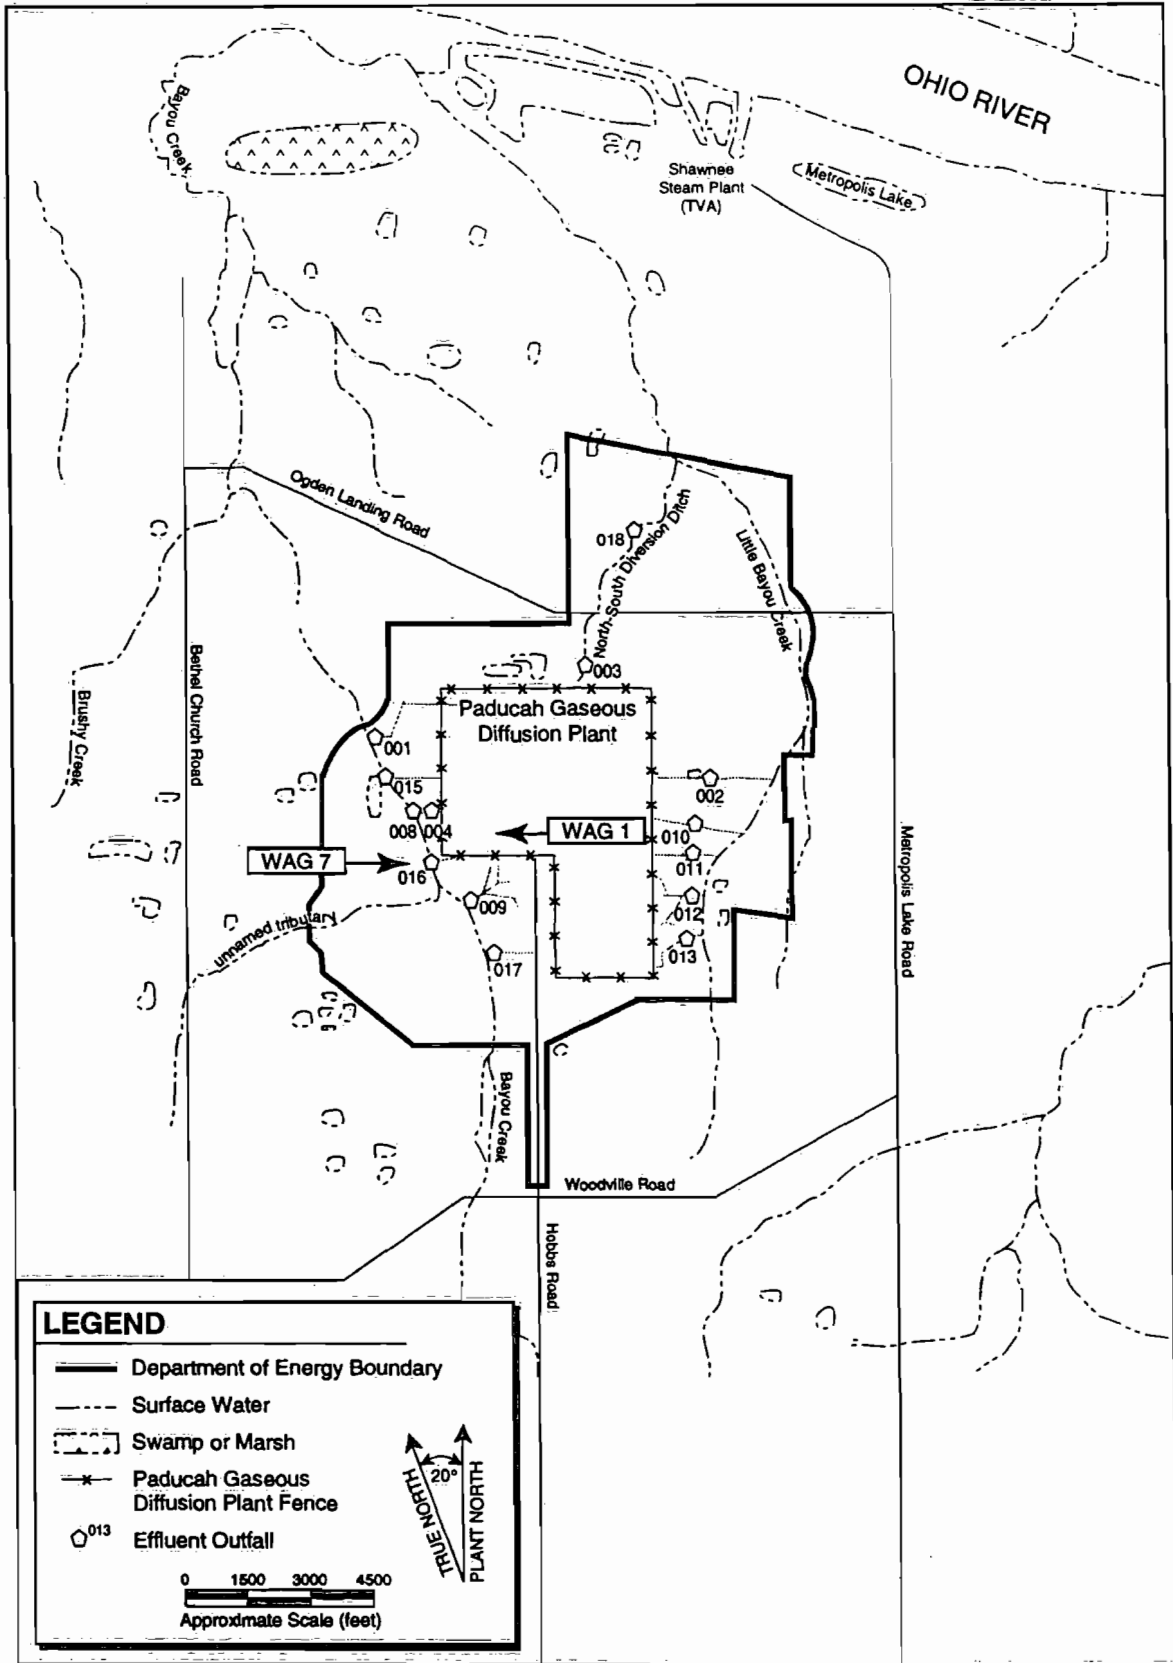 OHIO RIVER
Bayou Creek
Shawnee
Steam Plant
(TVA)
Metropolis Lake
Ogden Landing Road
018
North-South Diversion Ditch
Little Bayou Creek
003
Bethel Church Road
Brushy Creek
Paducah Gaseous
Diffusion Plant
001
015
002
008 004
WAG 1
010
011
WAG 7
016
009
012
013
unnamed tributary
017
Metropolis Lake Road
Bayou Creek
Woodville Road
Hobbs Road
LEGEND
Department of Energy Boundary
Surface Water
Swamp or Marsh
Paducah Gaseous
Diffusion Plant Fence
013
Effluent Outfall
20°
TRUE NORTH
PLANT NORTH
0 1500 3000 4500
Approximate Scale (feet)